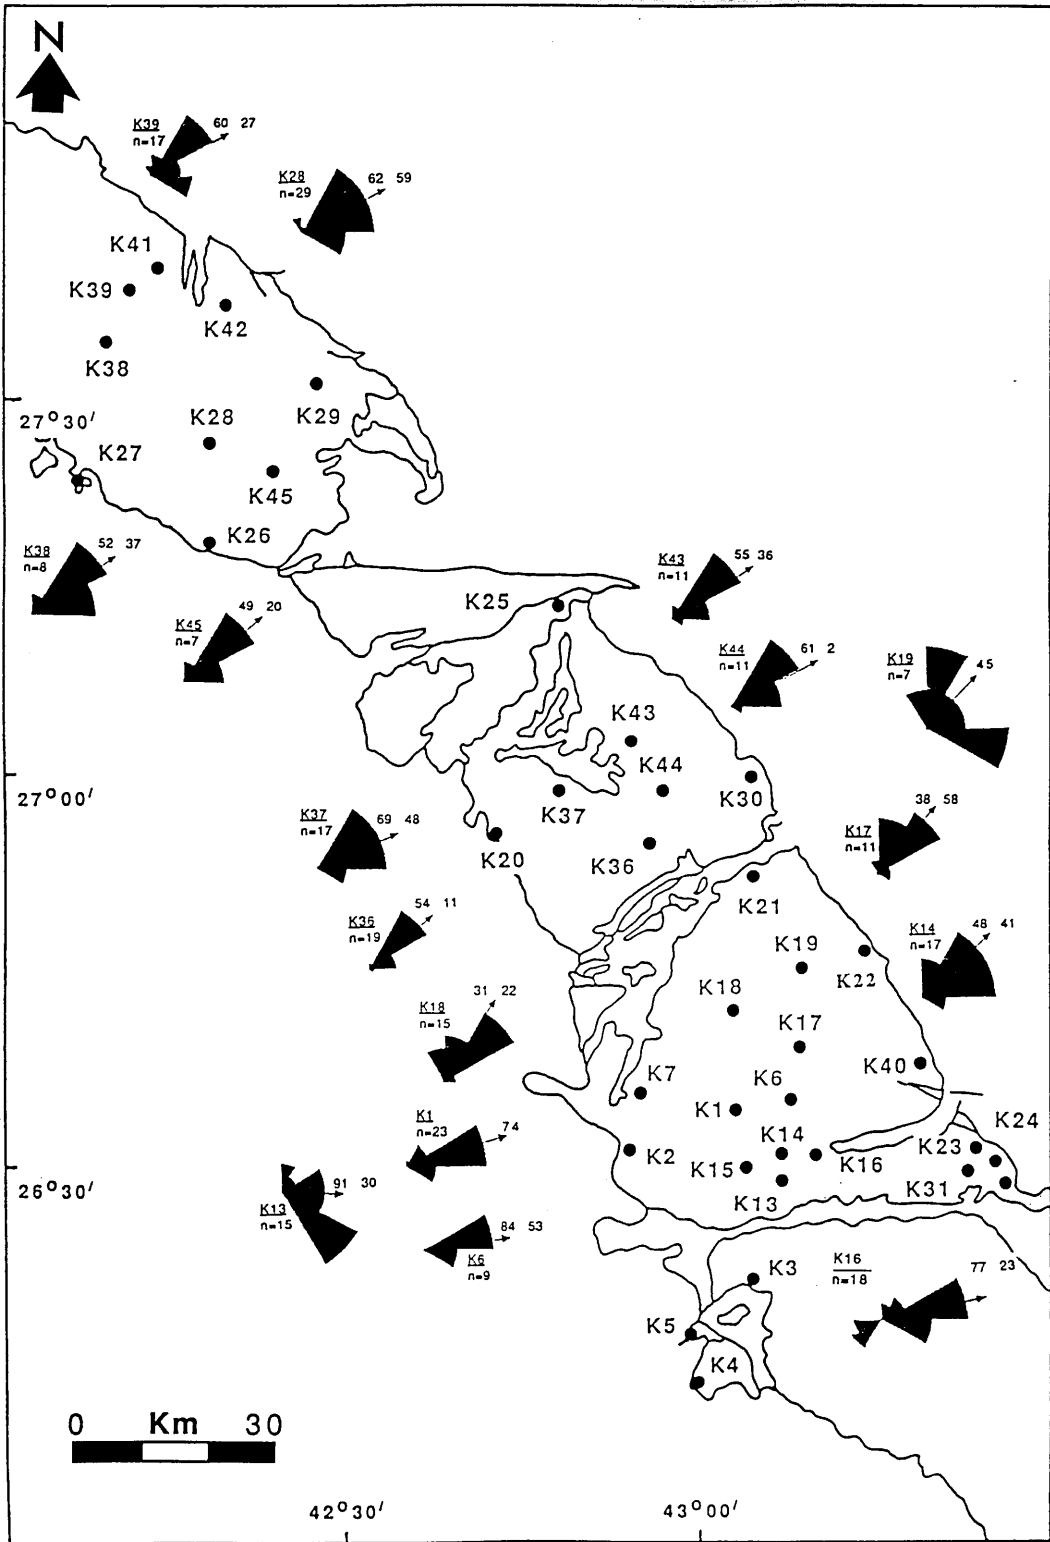 N
K39
n=17
60 27
K28
n=29
62 59
K41
K39
K42
K38
27°30'
K28
K29
K27
K45
K26
K38
n=8
52 37
K43
n=11
55 36
K25
K45
n=7
49 20
K44
n=11
61 2
K19
n=7
45
K43
K44
27°00'
K37
K30
K37
n=17
69 48
K20
K36
K17
n=11
38 58
K21
K36
n=19
54 11
K19
K22
K14
n=17
48 41
K18
K18
n=15
31 22
K17
K7
K6
K40
K1
K1
n=23
74
K24
K14
K23
K2
K15
K16
K31
26°30'
K13
K13
n=15
91 30
K6
n=9
84 53
K3
K16
n=18
77 23
K5
K4
0 Km 30
42°30'
43°00'